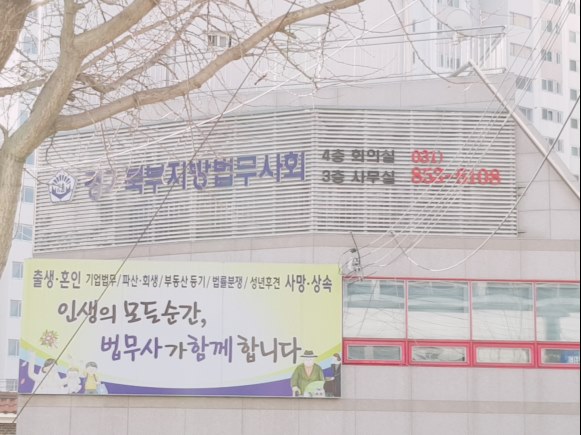 경기북부지방법무사회
4층 회의실
3층 사무실
031)
853-6108
출생·혼인 기업법무/파산·회생/부동산등기/법률분쟁/성년후견 사망·상속
인생의 모든순간,
법무사가 함께 합니다